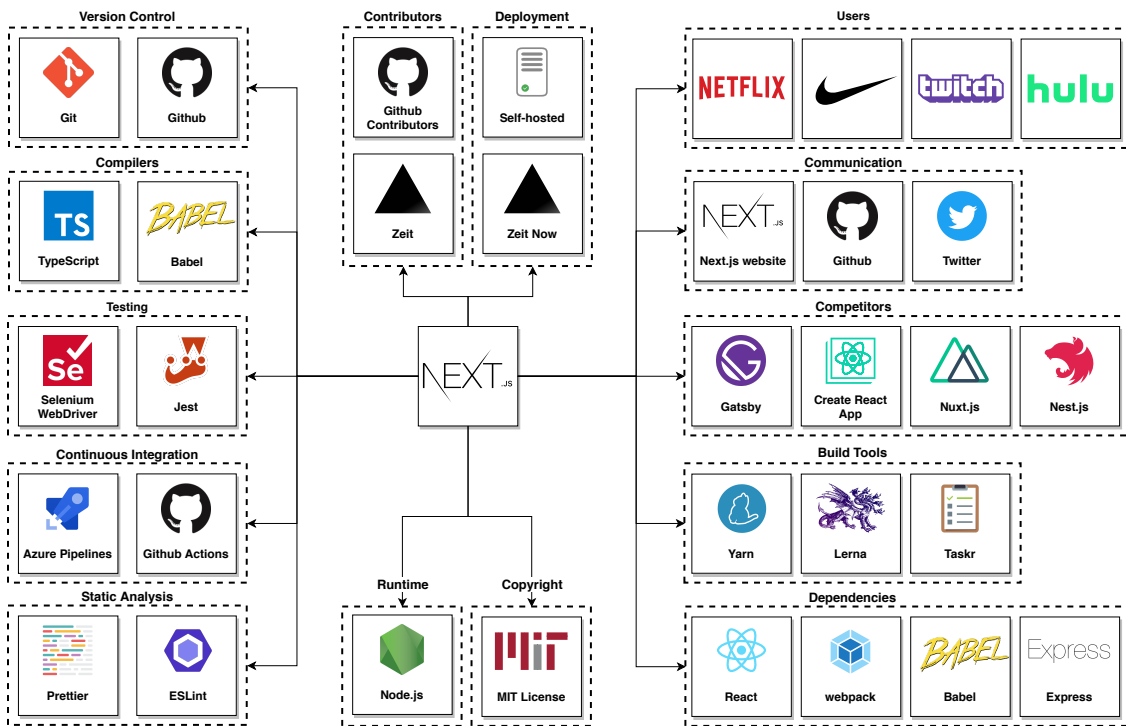 Version Control
Git
Github
Compilers
TS
TypeScript
BABEL
Babel
Testing
Se
Selenium
WebDriver
Jest
Continuous Integration
Azure Pipelines
Github Actions
Static Analysis
Prettier
ESLint
Contributors
Github
Contributors
Zeit
Deployment
Self-hosted
Zeit Now
NEXT.JS
Runtime
Node.js
Copyright
MIT
MIT License
Users
NETFLIX
twitch
hulu
Communication
NEXT.JS
Next.js website
Github
Twitter
Competitors
Gatsby
Create React
App
Nuxt.js
Nest.js
Build Tools
Yarn
Lerna
Taskr
Dependencies
React
webpack
BABEL
Babel
Express
Express